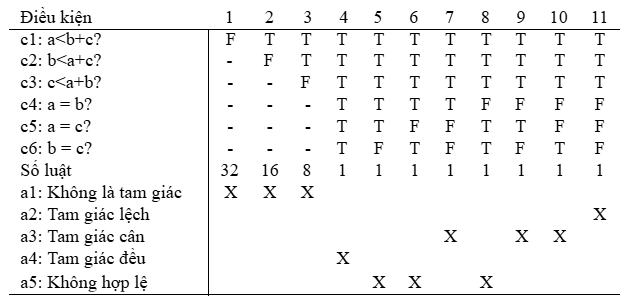 Điều kiện 1 2 3 4 5 6 7 8 9 10 11
c1: a<b+c? F T T T T T T T T T T
c2: b<a+c? - F T T T T T T T T T
c3: c<a+b? - - F T T T T T T T T
c4: a = b? - - - T T T T F F F F
c5: a = c? - - - T T F F T T F F
c6: b = c? - - - T F T F T F T F
Số luật 32 16 8 1 1 1 1 1 1 1 1
a1: Không là tam giác X X X
a2: Tam giác lệch X
a3: Tam giác cân X X X
a4: Tam giác đều X
a5: Không hợp lệ X X X